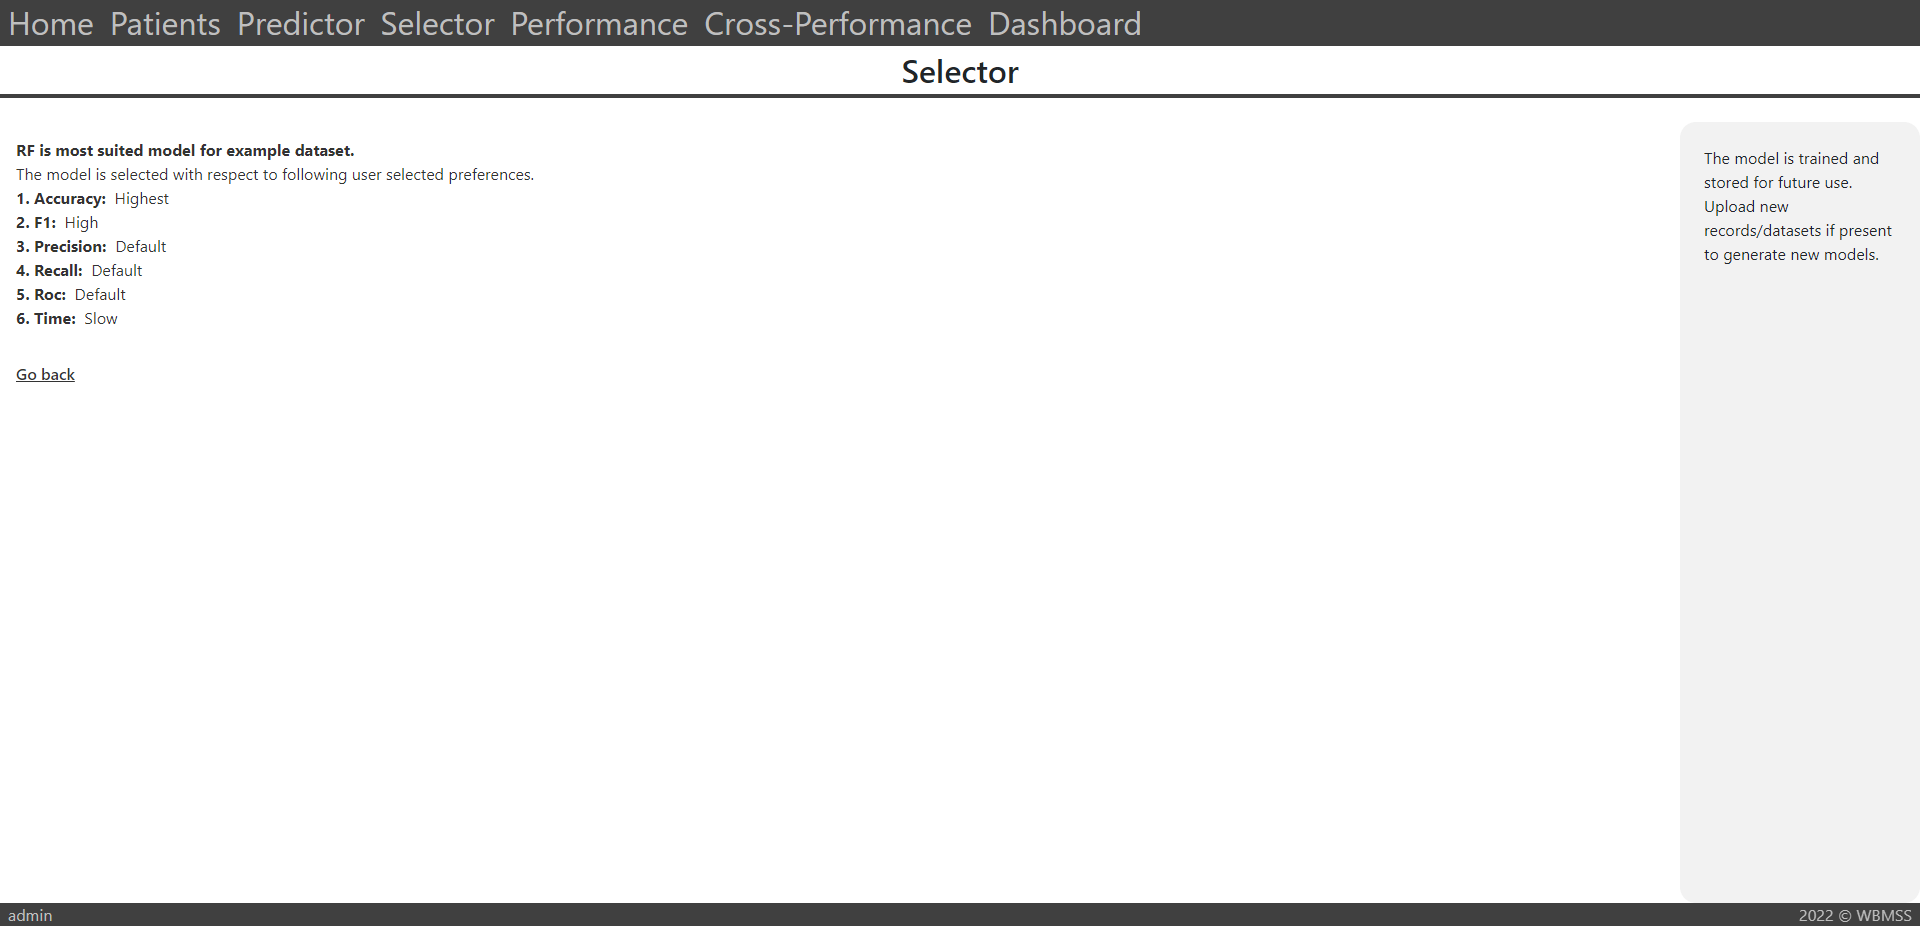 Home Patients Predictor Selector Performance Cross-Performance Dashboard
Selector
RF is most suited model for example dataset.
The model is selected with respect to following user selected preferences.
1. Accuracy: Highest
2. F1: High
3. Precision: Default
4. Recall: Default
5. Roc: Default
6. Time: Slow
Go back
The model is trained and
stored for future use.
Upload new
records/datasets if present
to generate new models.
admin
2022 © WBMSS